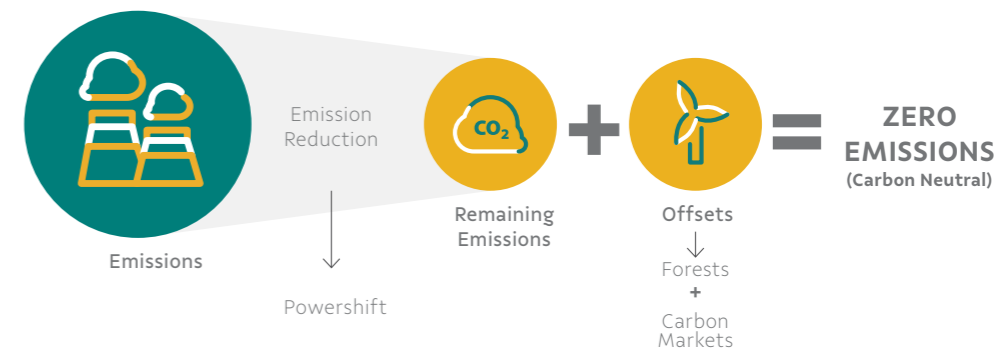 Emissions
Emission
Reduction
Powershift
CO₂
Remaining
Emissions
+
Offsets
Forests
+
Carbon
Markets
=
ZERO
EMISSIONS
(Carbon Neutral)